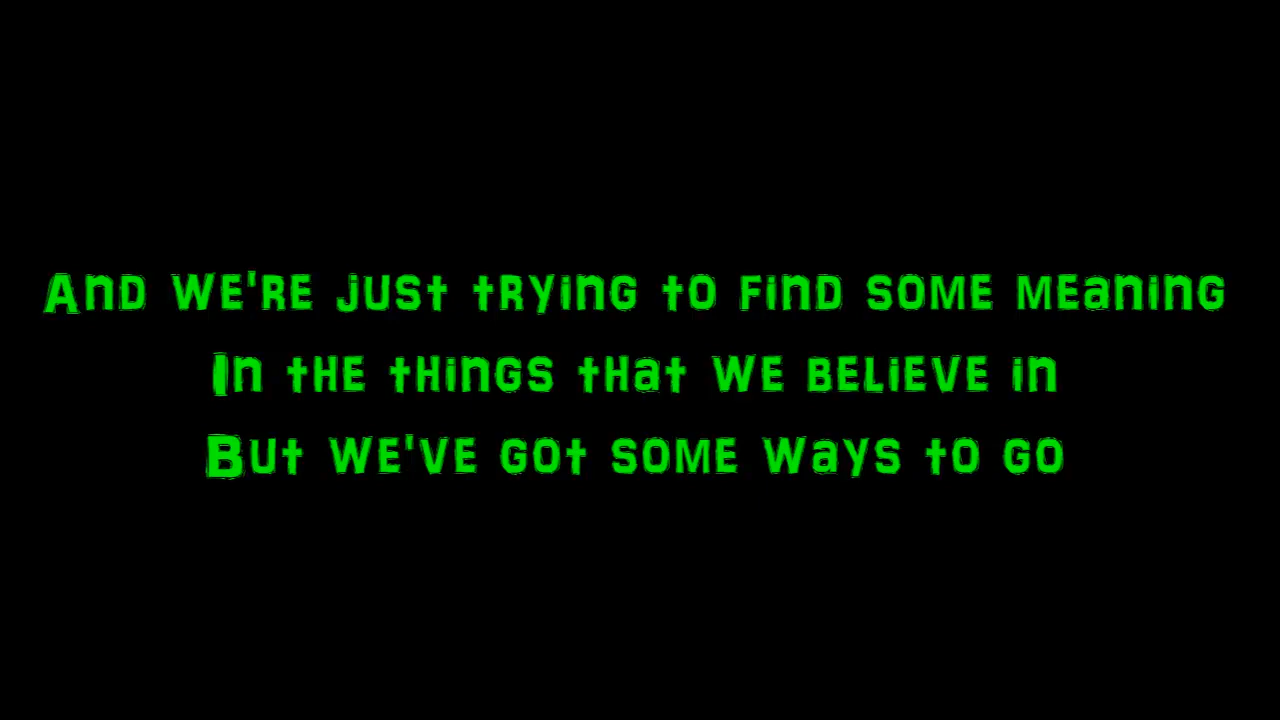 And we're just trying to find some meaning
In the things that we believe in
But we've got some ways to go